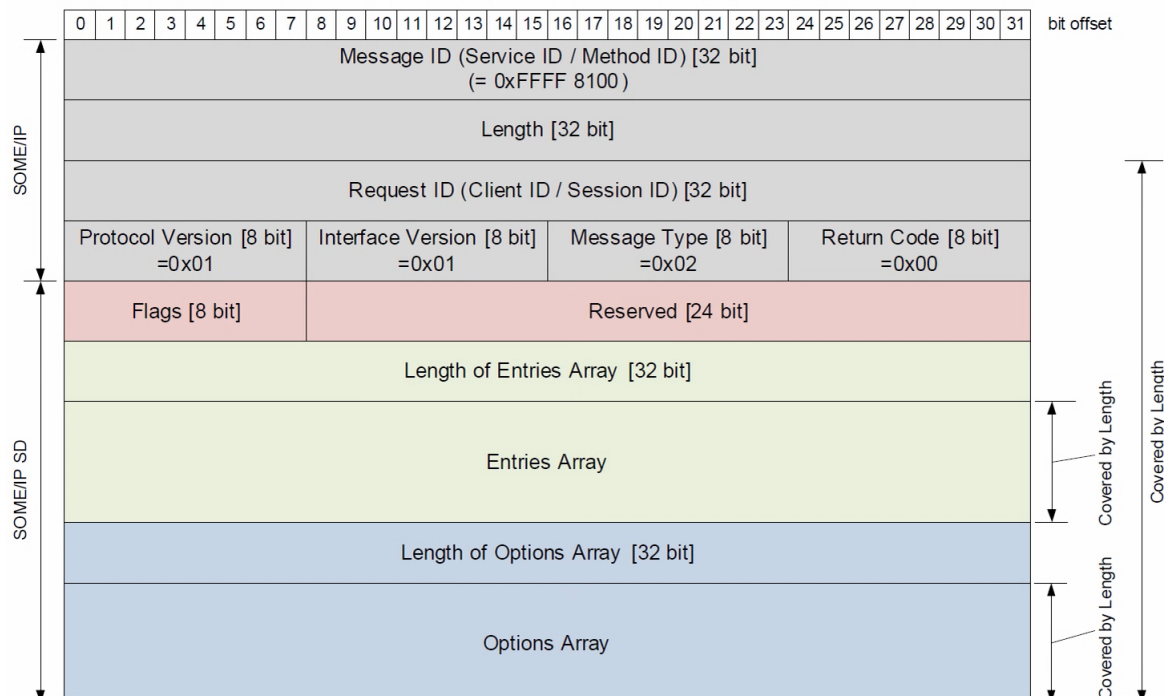 0 1 2 3 4 5 6 7 8 9 10 11 12 13 14 15 16 17 18 19 20 21 22 23 24 25 26 27 28 29 30 31 bit offset
Message ID (Service ID / Method ID) [32 bit]
(= 0xFFFF 8100 )
Length [32 bit]
SOME/IP
Request ID (Client ID / Session ID) [32 bit]
Protocol Version [8 bit]
=0x01
Interface Version [8 bit]
=0x01
Message Type [8 bit]
=0x02
Return Code [8 bit]
=0x00
Flags [8 bit]
Reserved [24 bit]
Length of Entries Array [32 bit]
Entries Array
Covered by Length
Covered by Length
SOME/IP SD
Length of Options Array [32 bit]
Options Array
Covered by Length